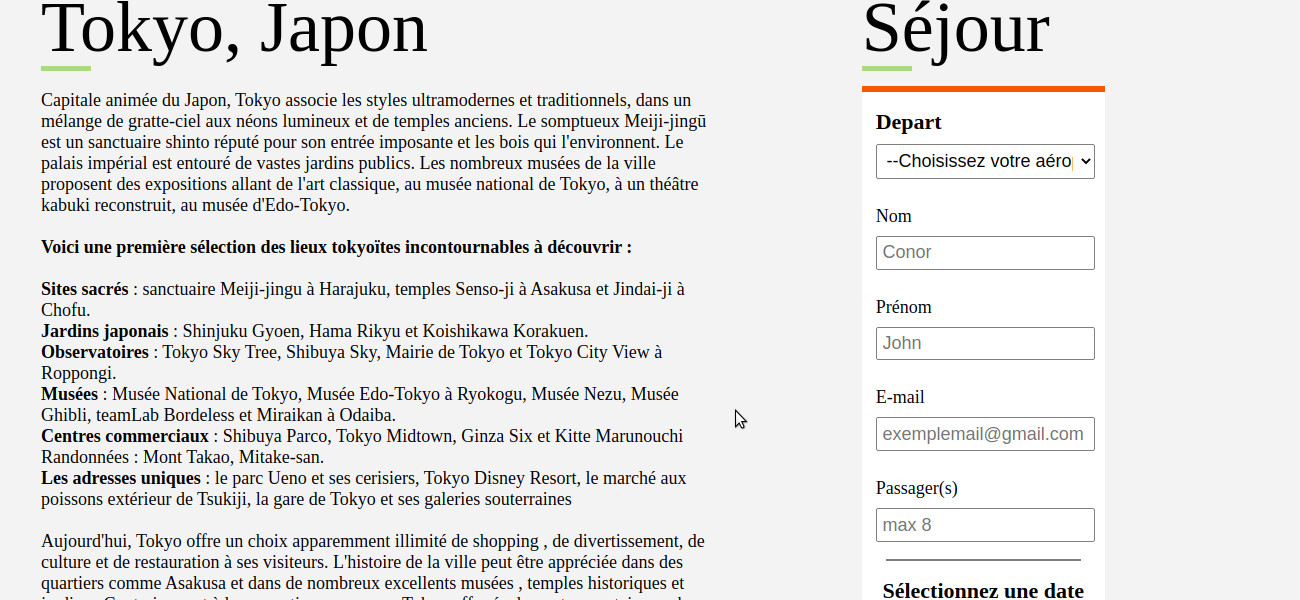 Tokyo, Japon
Capitale animée du Japon, Tokyo associe les styles ultramodernes et traditionnels, dans un
mélange de gratte-ciel aux néons lumineux et de temples anciens. Le somptueux Meiji-jingū
est un sanctuaire shinto réputé pour son entrée imposante et les bois qui l'environnent. Le
palais impérial est entouré de vastes jardins publics. Les nombreux musées de la ville
proposent des expositions allant de l'art classique, au musée national de Tokyo, à un théâtre
kabuki reconstruit, au musée d'Edo-Tokyo.
Voici une première sélection des lieux tokyoïtes incontournables à découvrir :
Sites sacrés : sanctuaire Meiji-jingu à Harajuku, temples Senso-ji à Asakusa et Jindai-ji à
Chofu.
Jardins japonais : Shinjuku Gyoen, Hama Rikyu et Koishikawa Korakuen.
Observatoires : Tokyo Sky Tree, Shibuya Sky, Mairie de Tokyo et Tokyo City View à
Roppongi.
Musées : Musée National de Tokyo, Musée Edo-Tokyo à Ryokogu, Musée Nezu, Musée
Ghibli, teamLab Bordeless et Miraikan à Odaiba.
Centres commerciaux : Shibuya Parco, Tokyo Midtown, Ginza Six et Kitte Marunouchi
Randonnées : Mont Takao, Mitake-san.
Les adresses uniques : le parc Ueno et ses cerisiers, Tokyo Disney Resort, le marché aux
poissons extérieur de Tsukiji, la gare de Tokyo et ses galeries souterraines
Aujourd'hui, Tokyo offre un choix apparemment illimité de shopping , de divertissement, de
culture et de restauration à ses visiteurs. L'histoire de la ville peut être appréciée dans des
quartiers comme Asakusa et dans de nombreux excellents musées , temples historiques et
Séjour
Depart
--Choisissez votre aérop
Nom
Conor
Prénom
John
E-mail
exemplemail@gmail.com
Passager(s)
max 8
Sélectionnez une date